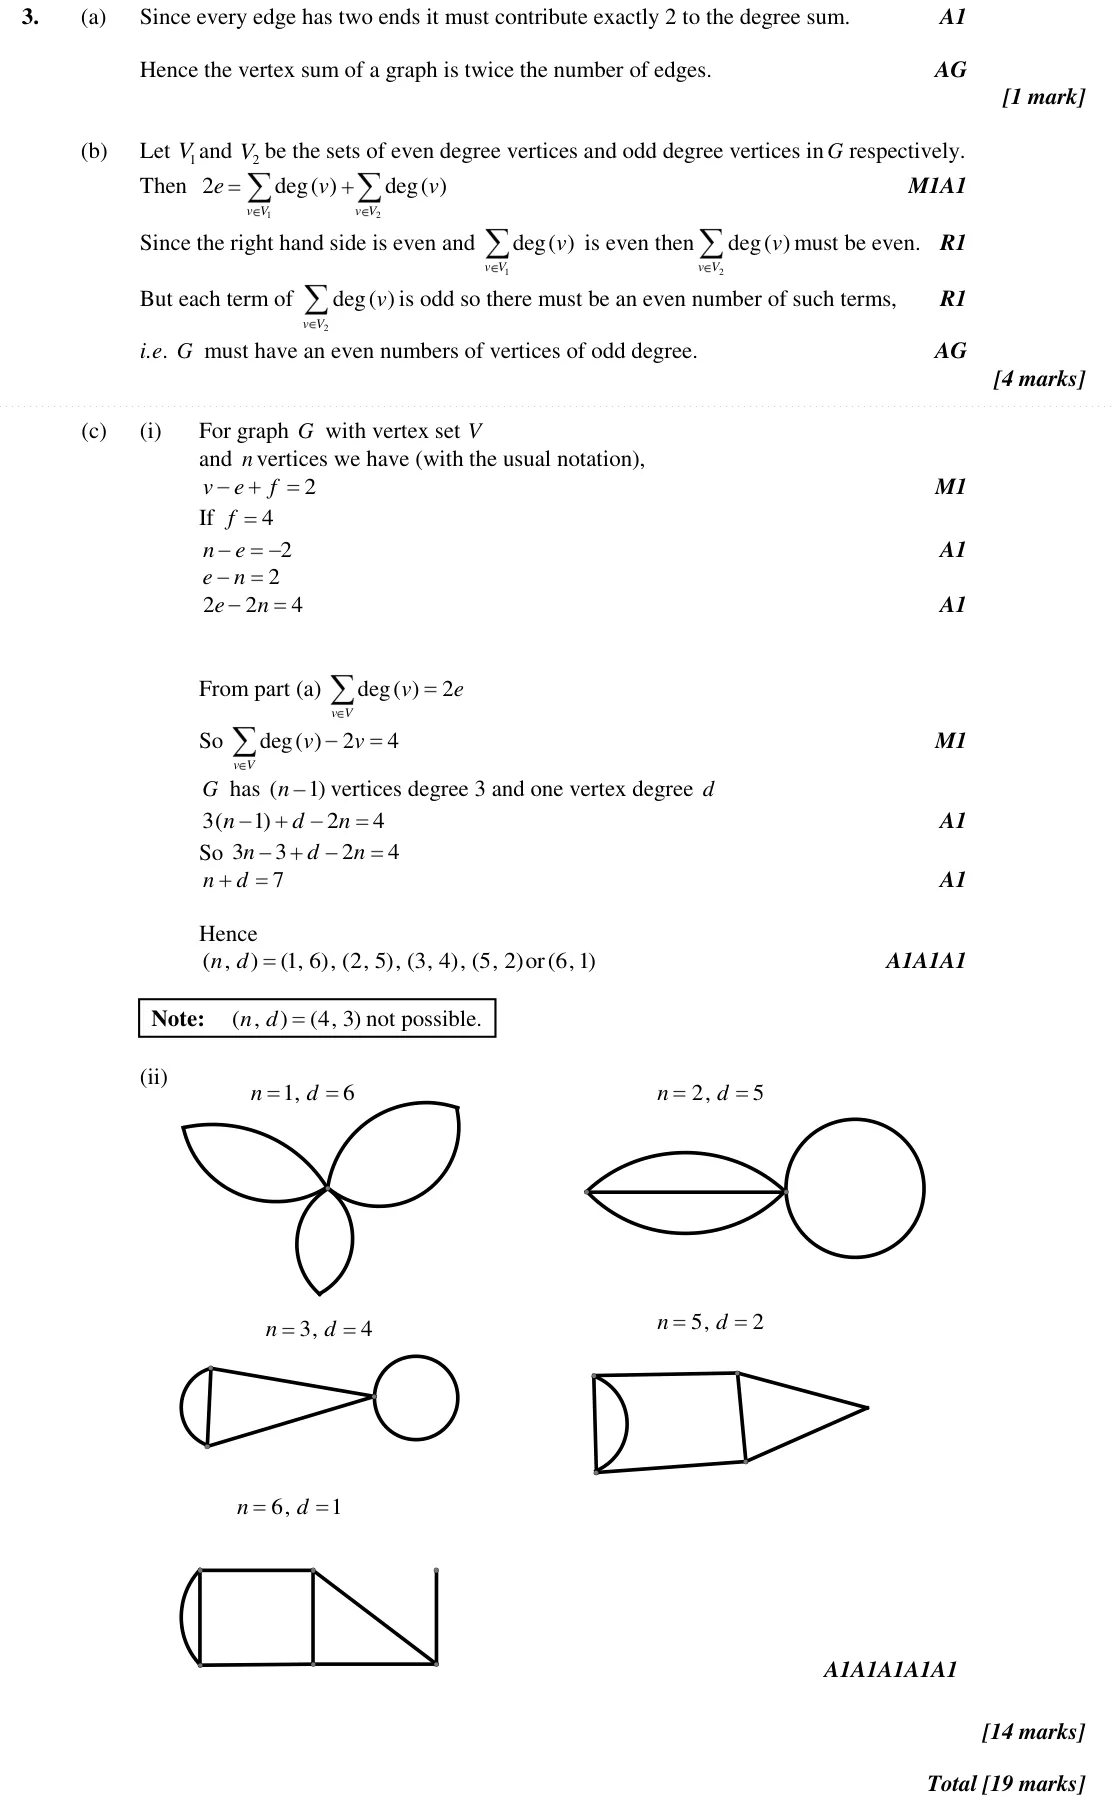 3. (a) Since every edge has two ends it must contribute exactly 2 to the degree sum. A1
Hence the vertex sum of a graph is twice the number of edges. AG
[1 mark]
(b) Let V₁ and V₂ be the sets of even degree vertices and odd degree vertices in G respectively.
Then 2e = ∑_{v∈V₁} deg(v) + ∑_{v∈V₂} deg(v) M1A1
Since the right hand side is even and ∑_{v∈V₁} deg(v) is even then ∑_{v∈V₂} deg(v) must be even. R1
But each term of ∑_{v∈V₂} deg(v) is odd so there must be an even number of such terms, R1
i.e. G must have an even numbers of vertices of odd degree. AG
[4 marks]
(c) (i) For graph G with vertex set V
and n vertices we have (with the usual notation),
v − e + f = 2 M1
If f = 4
n − e = −2 A1
e − n = 2
2e − 2n = 4 A1
From part (a) ∑_{v∈V} deg(v) = 2e
So ∑_{v∈V} deg(v) − 2v = 4 M1
G has (n − 1) vertices degree 3 and one vertex degree d
3(n − 1) + d − 2n = 4 A1
So 3n − 3 + d − 2n = 4
n + d = 7 A1
Hence
(n, d) = (1, 6), (2, 5), (3, 4), (5, 2) or (6, 1) A1A1A1
Note: (n, d) = (4, 3) not possible.
(ii)
n = 1, d = 6 n = 2, d = 5
n = 3, d = 4 n = 5, d = 2
n = 6, d = 1
A1A1A1A1A1
[14 marks]
Total [19 marks]